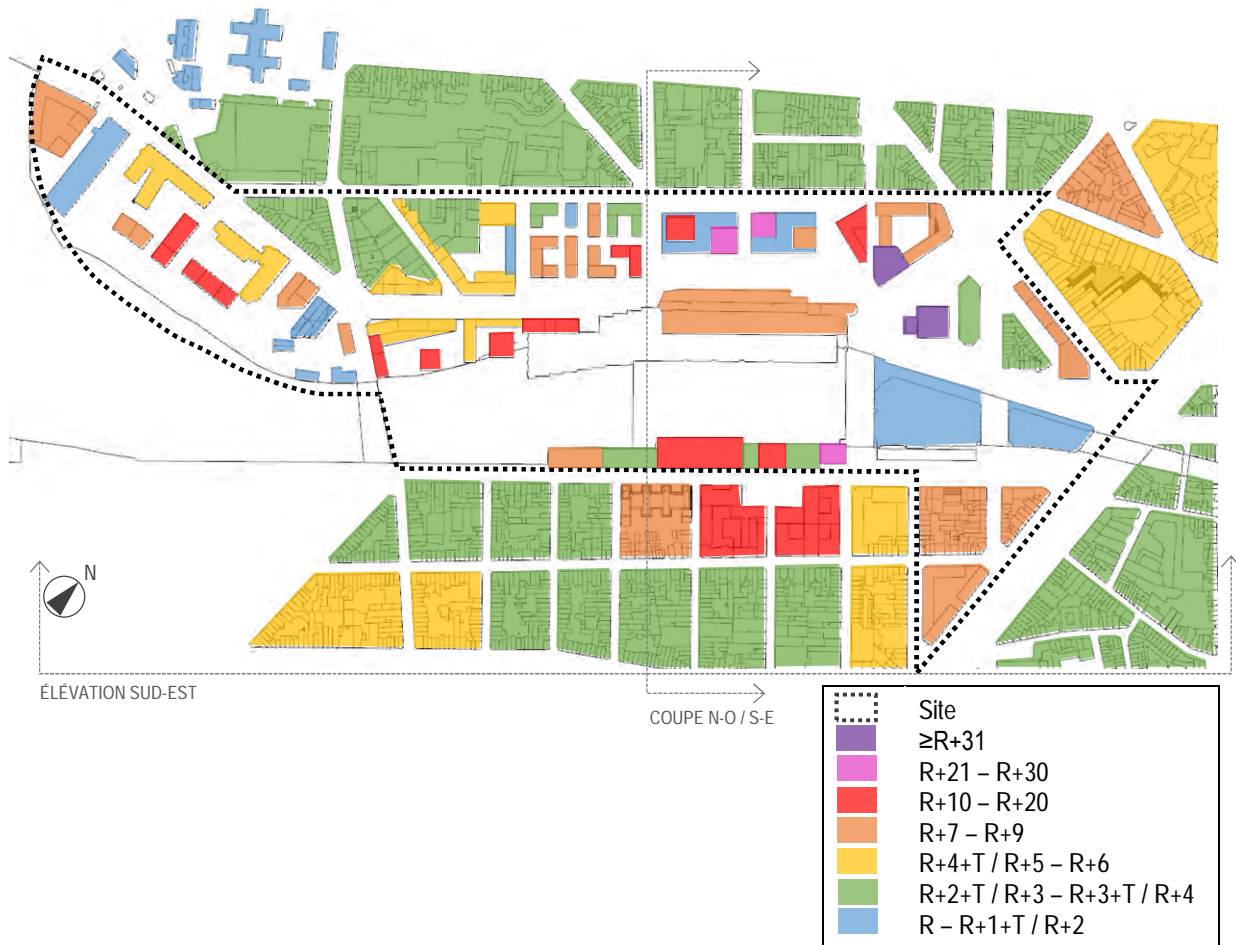 N
ÉLÉVATION SUD-EST
COUPE N-O / S-E
Site
≥R+31
R+21 – R+30
R+10 – R+20
R+7 – R+9
R+4+T / R+5 – R+6
R+2+T / R+3 – R+3+T / R+4
R – R+1+T / R+2